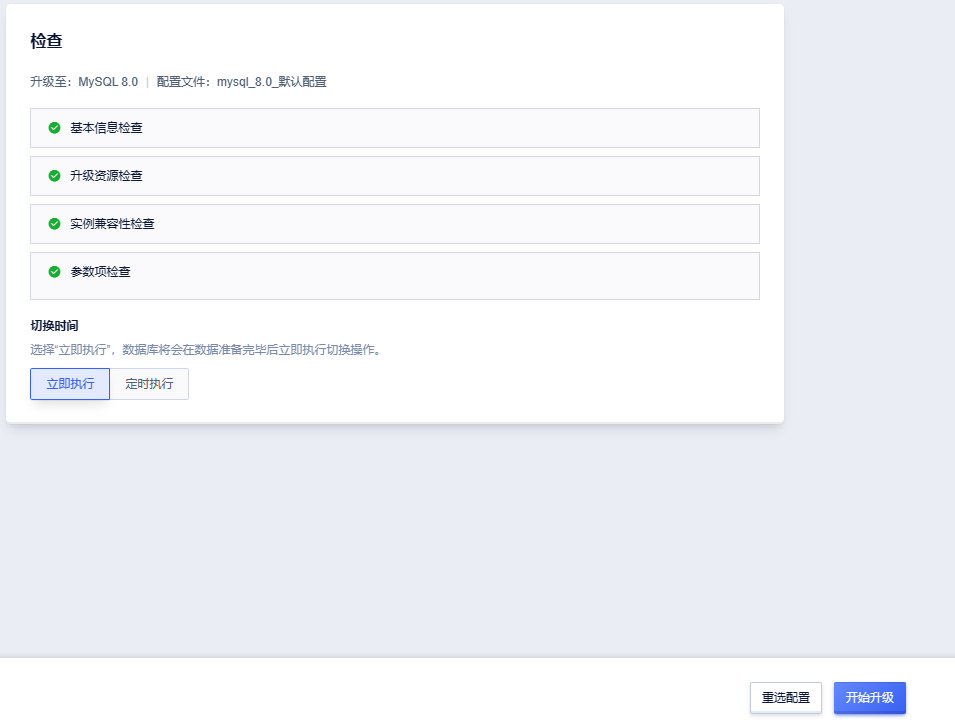 检查
升级至：MySQL 8.0 | 配置文件：mysql_8.0_默认配置
基本信息检查
升级资源检查
实例兼容性检查
参数项检查
切换时间
选择“立即执行”，数据库将会在数据准备完毕后立即执行切换操作。
立即执行 定时执行
重选配置 开始升级